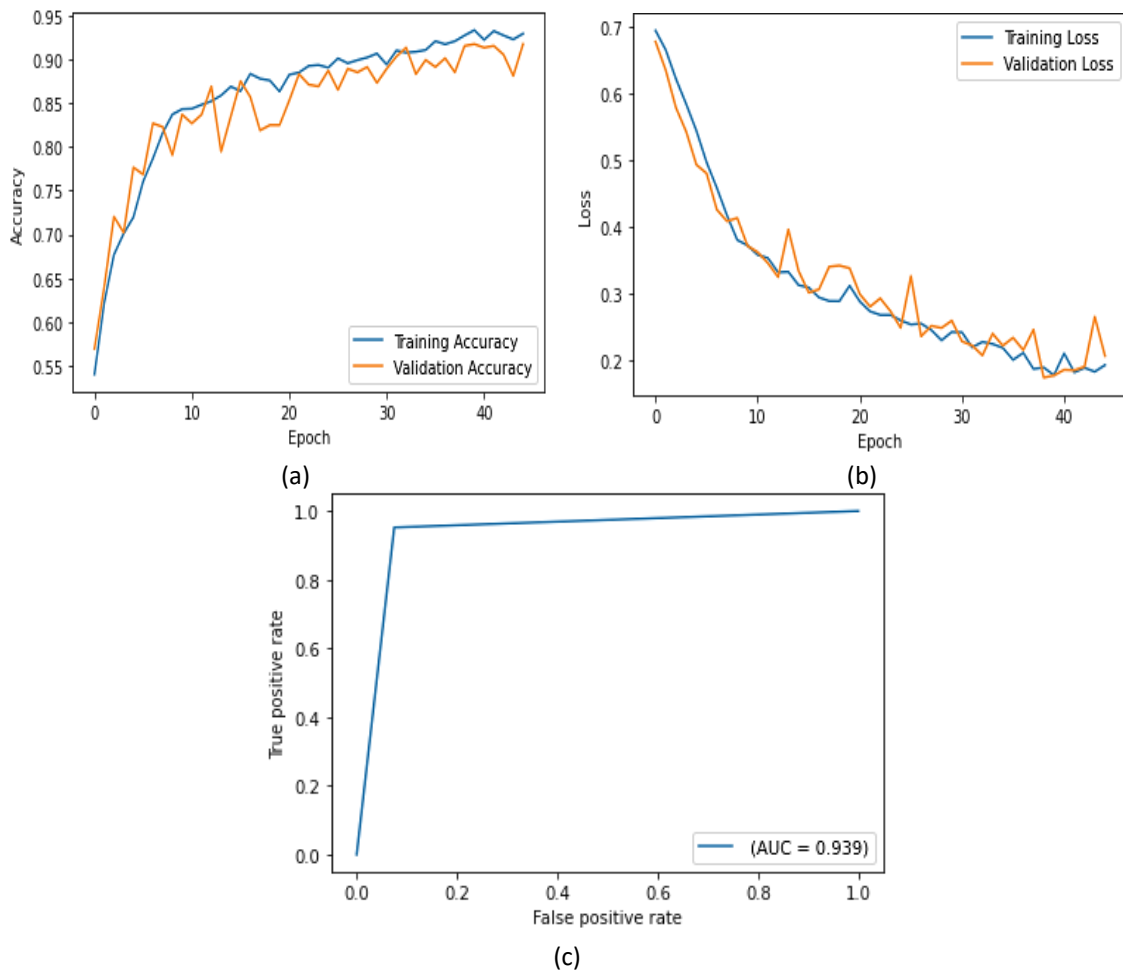 0.95
0.90
0.85
0.80
0.75
0.70
0.65
0.60
0.55
Accuracy
Training Accuracy
Validation Accuracy
0 10 20 30 40
Epoch
(a)
0.7
0.6
0.5
0.4
0.3
0.2
Loss
Training Loss
Validation Loss
0 10 20 30 40
Epoch
(b)
1.0
0.8
0.6
0.4
0.2
0.0
True positive rate
(AUC = 0.939)
0.0 0.2 0.4 0.6 0.8 1.0
False positive rate
(c)